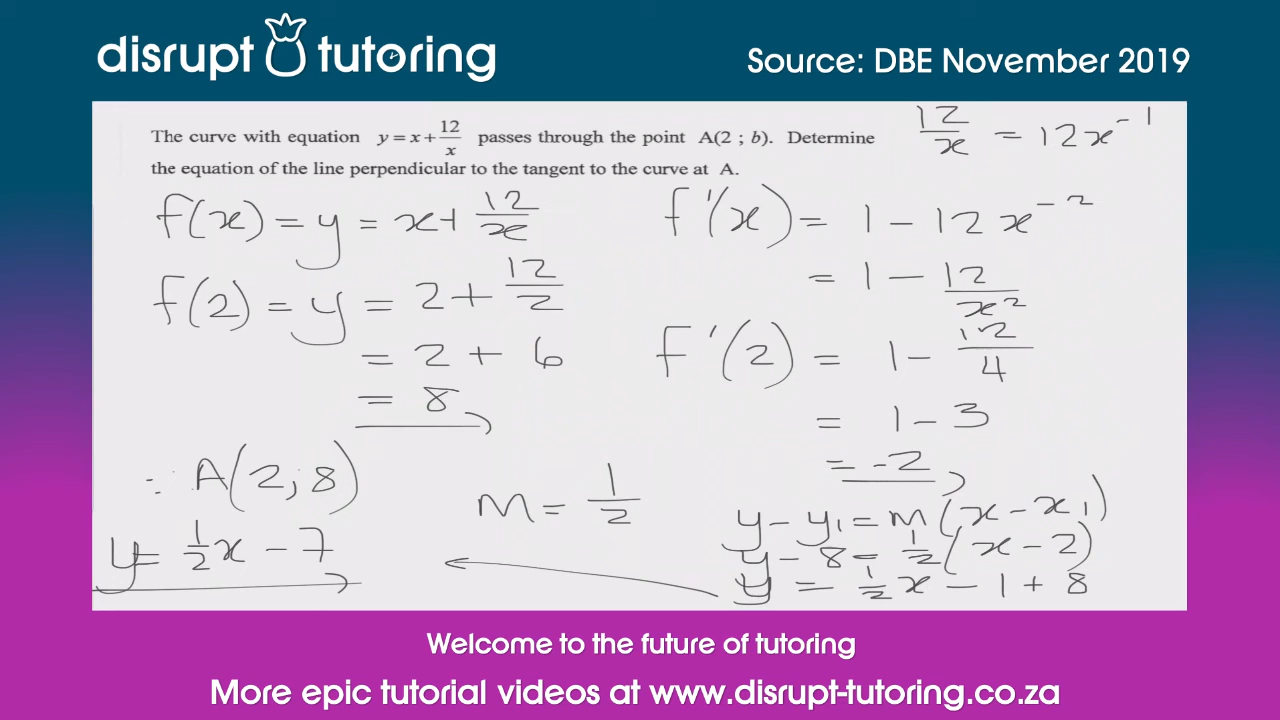 disrupt tutoring
Source: DBE November 2019
The curve with equation y = x + 12/x passes through the point A(2 ; b). Determine
the equation of the line perpendicular to the tangent to the curve at A.
12/x = 12x^-1
f(x) = y = x + 12/x
f(2) = y = 2 + 12/2
= 2 + 6
= 8
∴ A(2;8)
f'(x) = 1 - 12x^-2
= 1 - 12/x^2
f'(2) = 1 - 12/4
= 1 - 3
= -2
m = 1/2
y - y1 = m(x - x1)
y - 8 = 1/2(x - 2)
y = 1/2x - 1 + 8
y = 1/2x - 7
Welcome to the future of tutoring
More epic tutorial videos at www.disrupt-tutoring.co.za